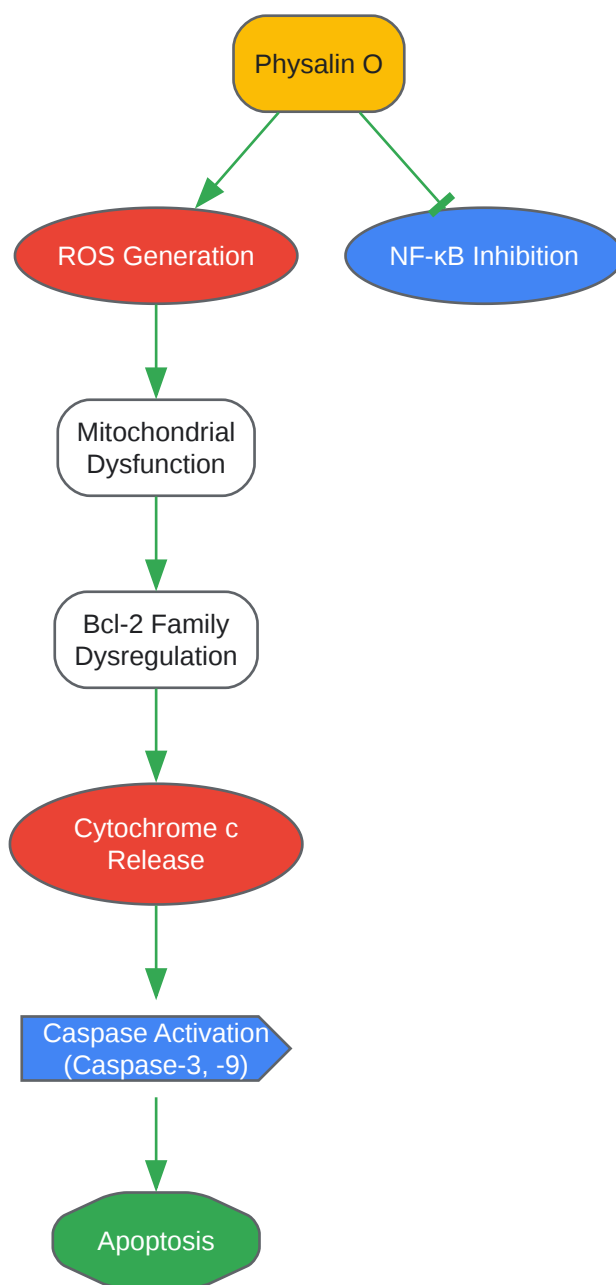 Physalin O
ROS Generation
NF-κB Inhibition
Mitochondrial
Dysfunction
Bcl-2 Family
Dysregulation
Cytochrome c
Release
Caspase Activation
(Caspase-3, -9)
Apoptosis